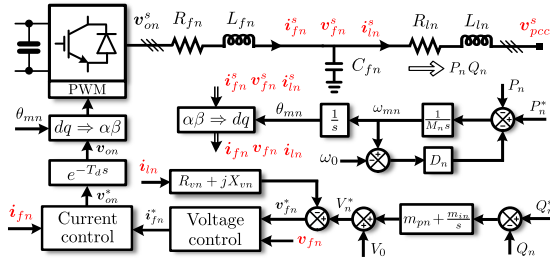 v^s_on R_fn L_fn i^s_fn v^s_fn i^s_ln R_ln L_ln v^s_pcc
C_fn P_n Q_n
PWM
i^s_fn v^s_fn i^s_ln
P_n
θ_mn θ_mn ω_mn P^*_n
dq ⇒ αβ αβ ⇒ dq 1/s 1/(M_n s)
v_on i_fn v_fn i_ln ω_0 D_n
e^{-T_d s} i_ln R_vn + jX_vn
v^*_on
i_fn Current control i^*_fn Voltage control v^*_fn V^*_n m_pn + m_in/s Q^*_n
v_fn V_0 Q_n